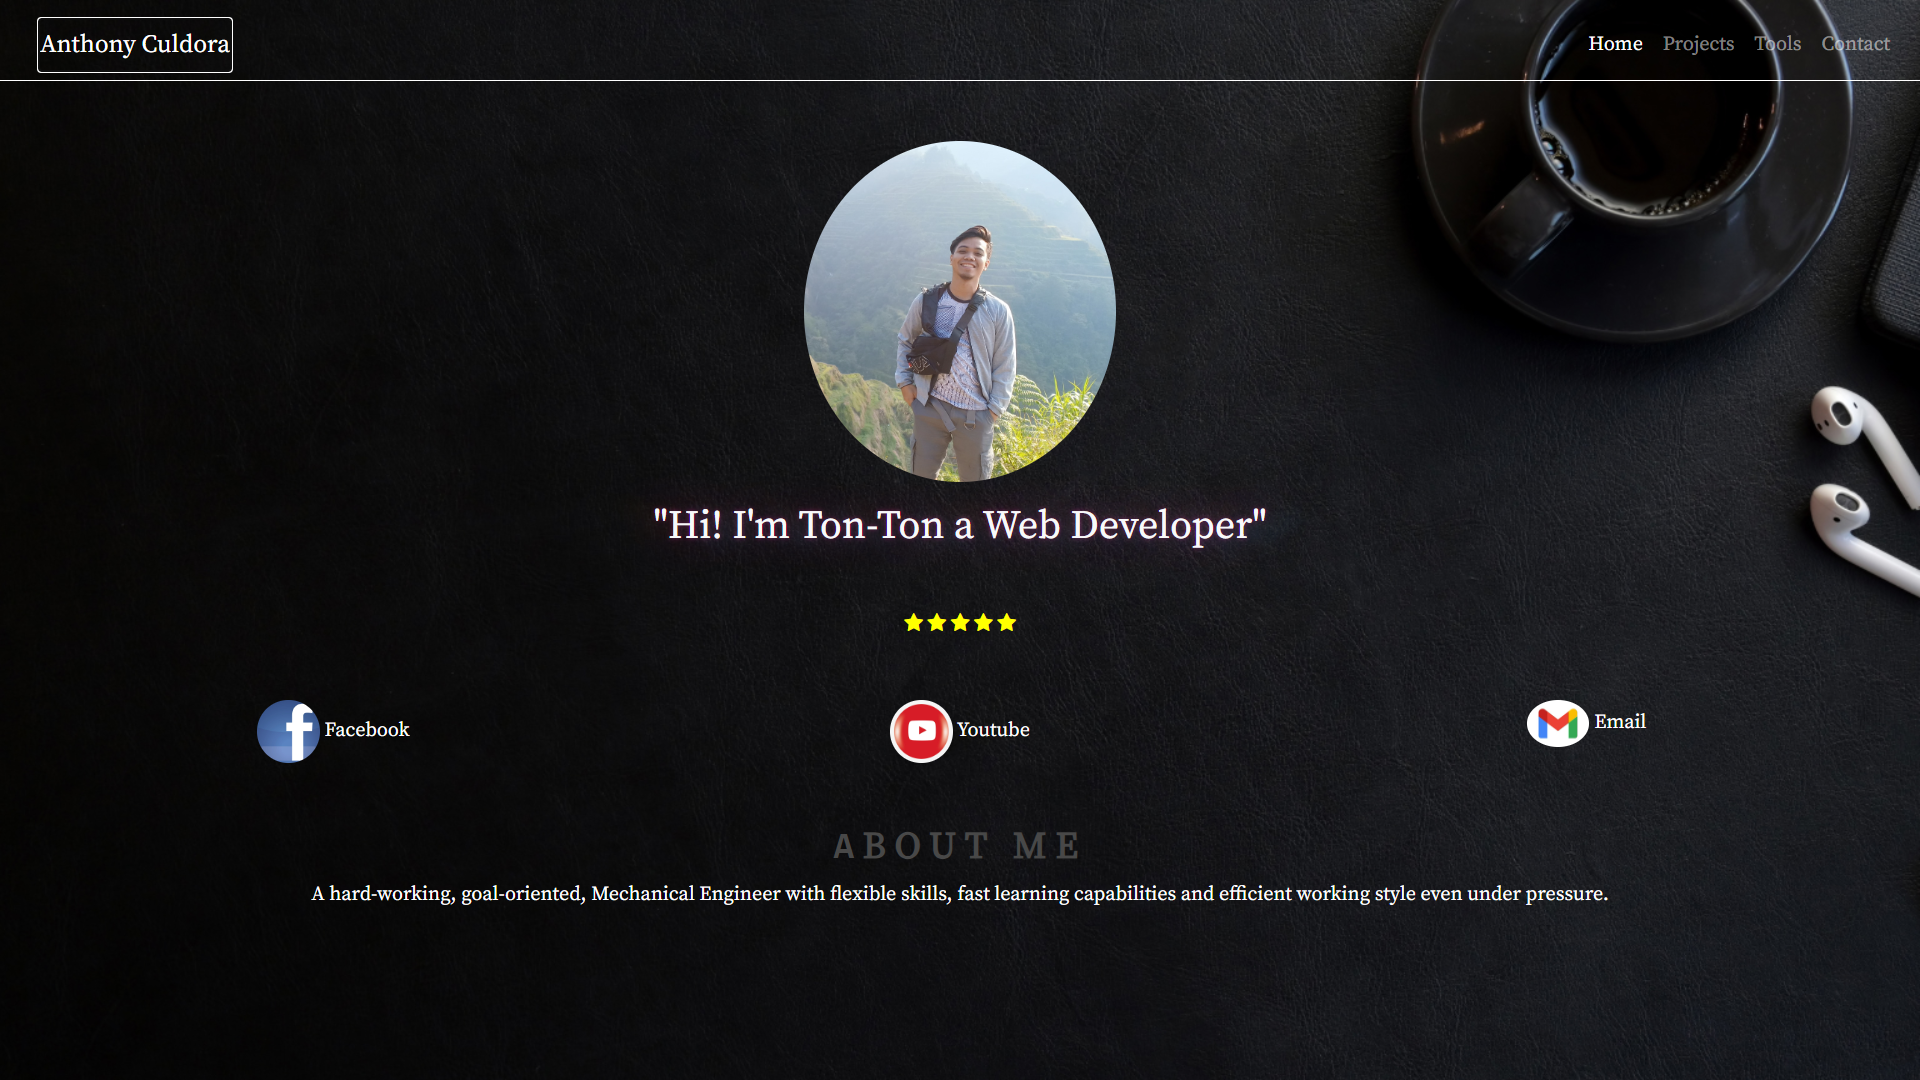 Anthony Culdora
Home Projects Tools Contact
"Hi! I'm Ton-Ton a Web Developer"
Facebook
Youtube
Email
ABOUT ME
A hard-working, goal-oriented, Mechanical Engineer with flexible skills, fast learning capabilities and efficient working style even under pressure.